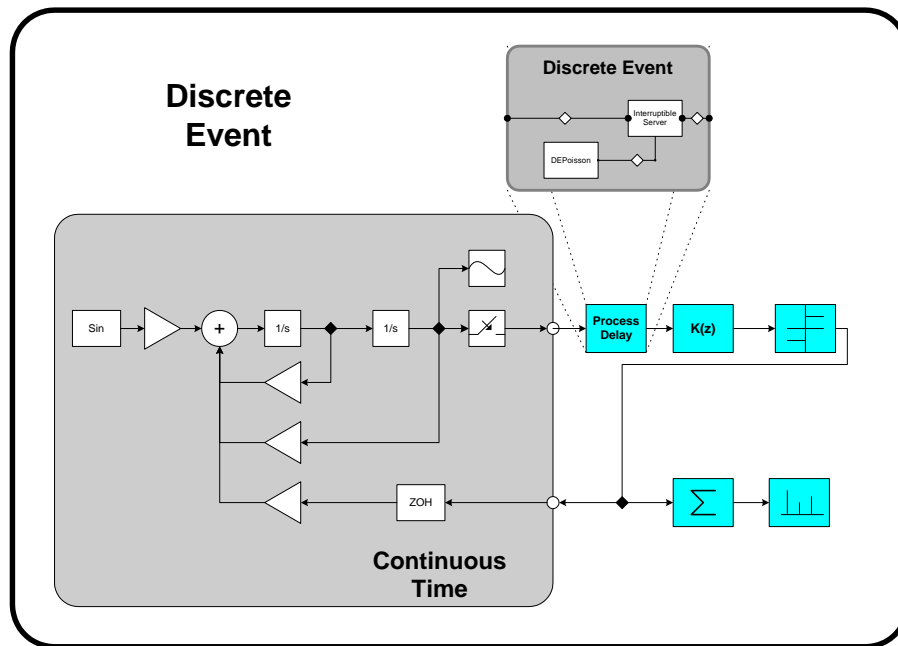 Discrete Event
Interruptible
Server
DEPoisson
Discrete
Event
Sin
+
1/s
1/s
Process
Delay
K(z)
ZOH
Σ
Continuous
Time